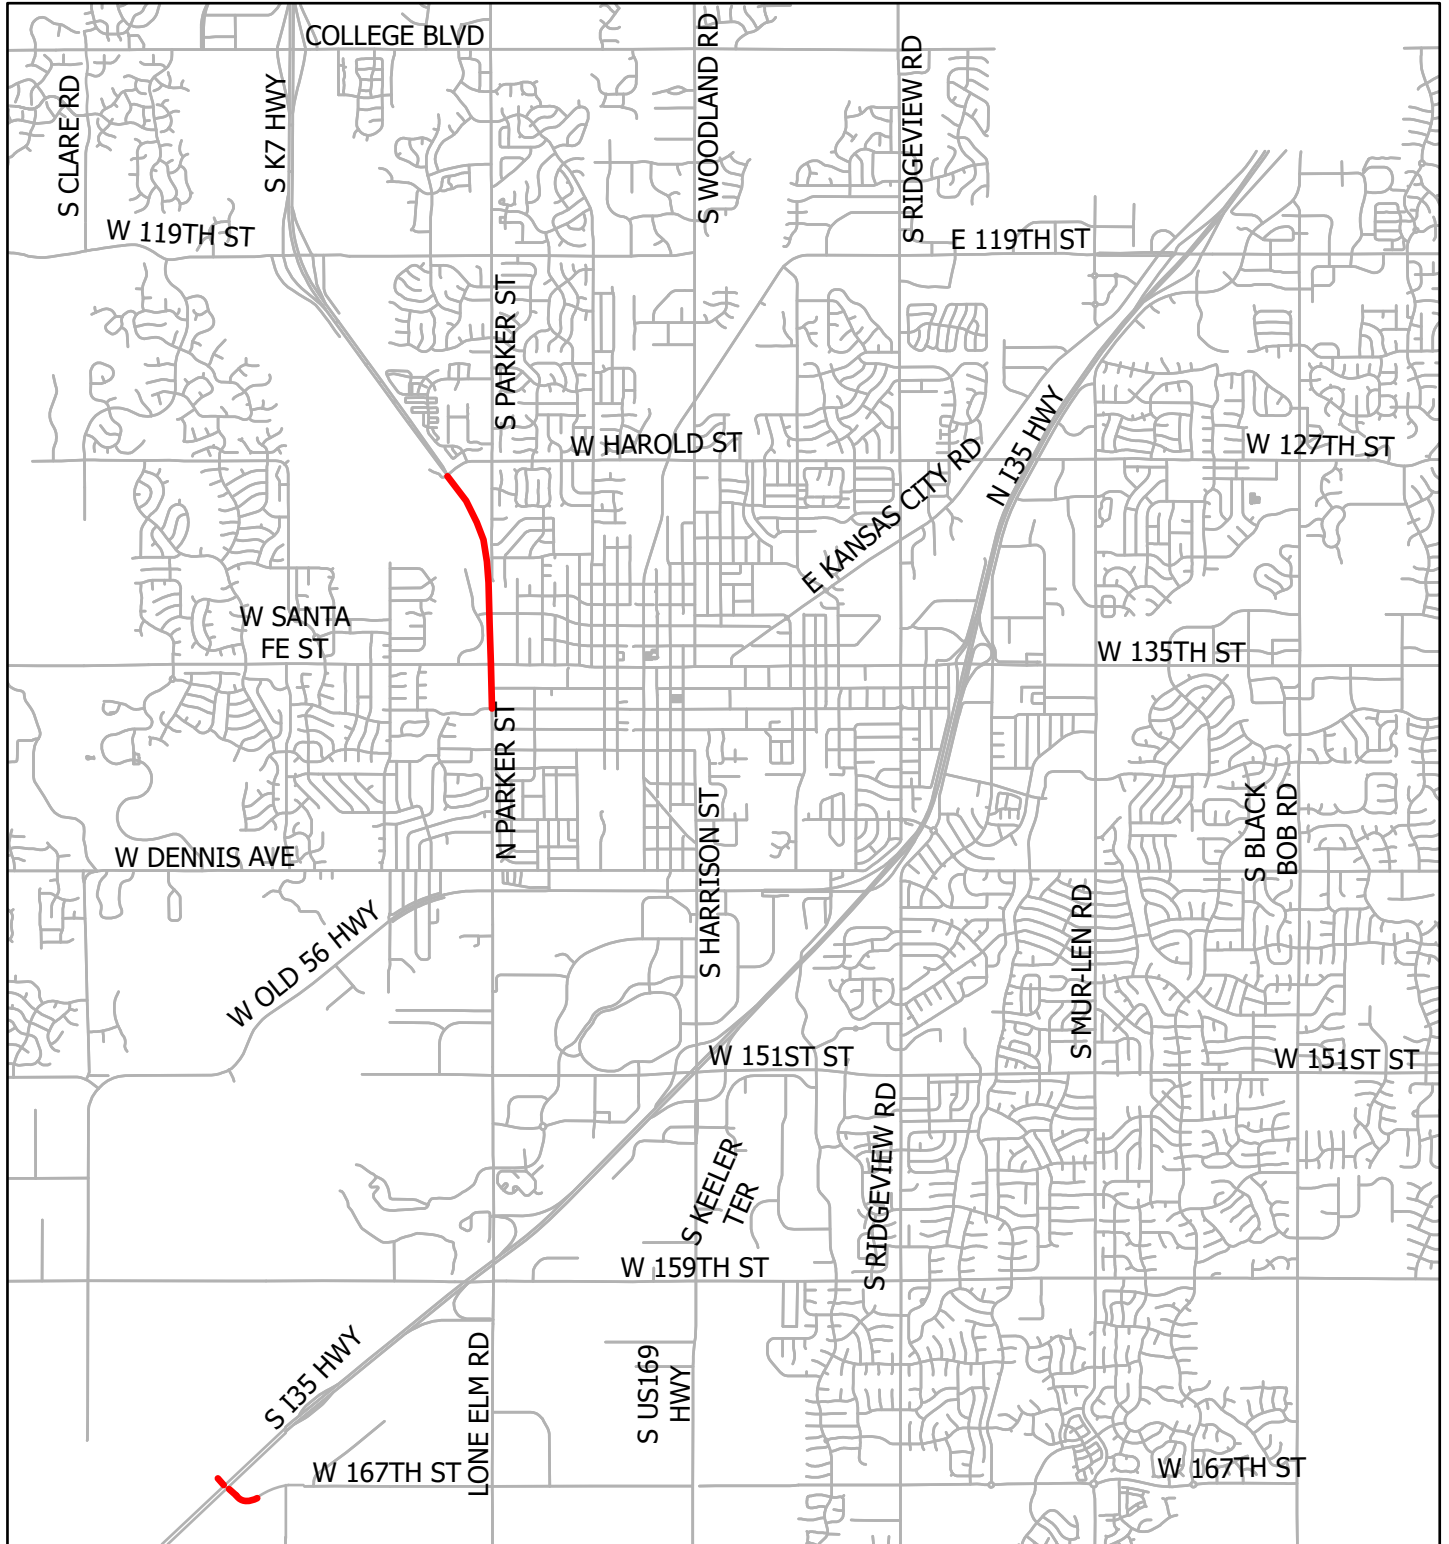 COLLEGE BLVD
S CLARE RD
S K7 HWY
S WOODLAND RD
S RIDGEVIEW RD
W 119TH ST
E 119TH ST
S PARKER ST
W HAROLD ST
N I35 HWY
W 127TH ST
E KANSAS CITY RD
W SANTA
FE ST
W 135TH ST
N PARKER ST
S HARRISON ST
S BLACK
BOB RD
W DENNIS AVE
W OLD 56 HWY
S MUR-LEN RD
W 151ST ST
W 151ST ST
S RIDGEVIEW RD
S KEELER
TER
W 159TH ST
S I35 HWY
LONE ELM RD
S US169
HWY
W 167TH ST
W 167TH ST